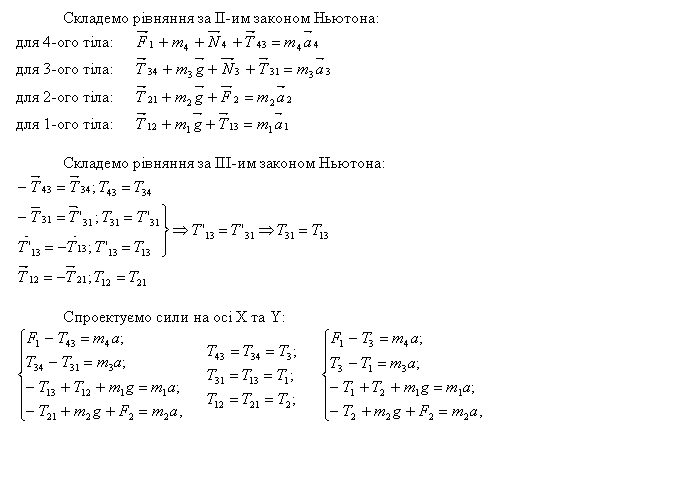 Складемо рівняння за II-им законом Ньютона:
для 4-ого тіла: $\vec{F}_1 + m_4 + \vec{N}_4 + \vec{T}_{43} = m_4 \vec{a}_4$
для 3-ого тіла: $\vec{T}_{34} + m_3 \vec{g} + \vec{N}_3 + \vec{T}_{31} = m_3 \vec{a}_3$
для 2-ого тіла: $\vec{T}_{21} + m_2 \vec{g} + \vec{F}_2 = m_2 \vec{a}_2$
для 1-ого тіла: $\vec{T}_{12} + m_1 \vec{g} + \vec{T}_{13} = m_1 \vec{a}_1$
Складемо рівняння за III-им законом Ньютона:
$-\vec{T}_{43} = \vec{T}_{34}; T_{43} = T_{34}$
$\left.\begin{array}{l} -\vec{T}_{31} = \vec{T}'_{31}; T_{31} = T'_{31} \\ \vec{T}'_{13} = -\vec{T}_{13}; T'_{13} = T_{13} \end{array}\right\} \Rightarrow T'_{13} = T'_{31} \Rightarrow T_{31} = T_{13}$
$\vec{T}_{12} = -\vec{T}_{21}; T_{12} = T_{21}$
Спроектуємо сили на осі X та Y:
$\begin{cases} F_1 - T_{43} = m_4 a; \\ T_{34} - T_{31} = m_3 a; \\ -T_{13} + T_{12} + m_1 g = m_1 a; \\ -T_{21} + m_2 g + F_2 = m_2 a, \end{cases}$
$\begin{array}{l} T_{43} = T_{34} = T_3; \\ T_{31} = T_{13} = T_1; \\ T_{12} = T_{21} = T_2; \end{array}$
$\begin{cases} F_1 - T_3 = m_4 a; \\ T_3 - T_1 = m_3 a; \\ -T_1 + T_2 + m_1 g = m_1 a; \\ -T_2 + m_2 g + F_2 = m_2 a, \end{cases}$